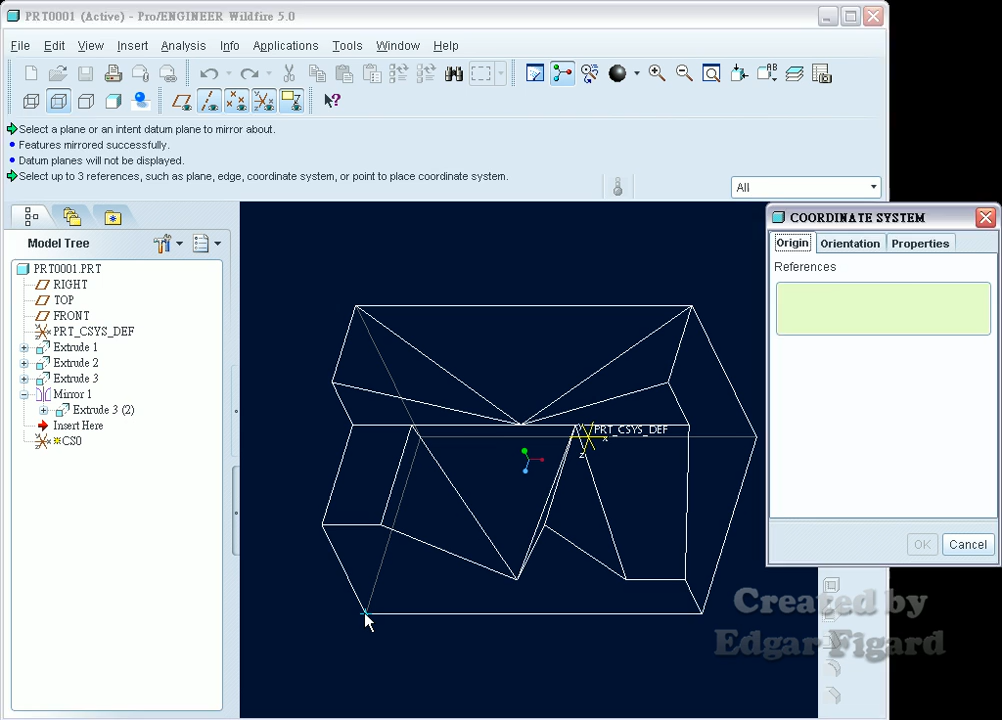 PRT0001 (Active) - Pro/ENGINEER Wildfire 5.0
File Edit View Insert Analysis Info Applications Tools Window Help
Select a plane or an intent datum plane to mirror about.
Features mirrored successfully.
Datum planes will not be displayed.
Select up to 3 references, such as plane, edge, coordinate system, or point to place coordinate system.
All
Model Tree
PRT0001.PRT
RIGHT
TOP
FRONT
PRT_CSYS_DEF
Extrude 1
Extrude 2
Extrude 3
Mirror 1
Extrude 3 (2)
Insert Here
CS0
PRT_CSYS_DEF
x
z
COORDINATE SYSTEM
Origin Orientation Properties
References
OK Cancel
Created by
Edgar Figard